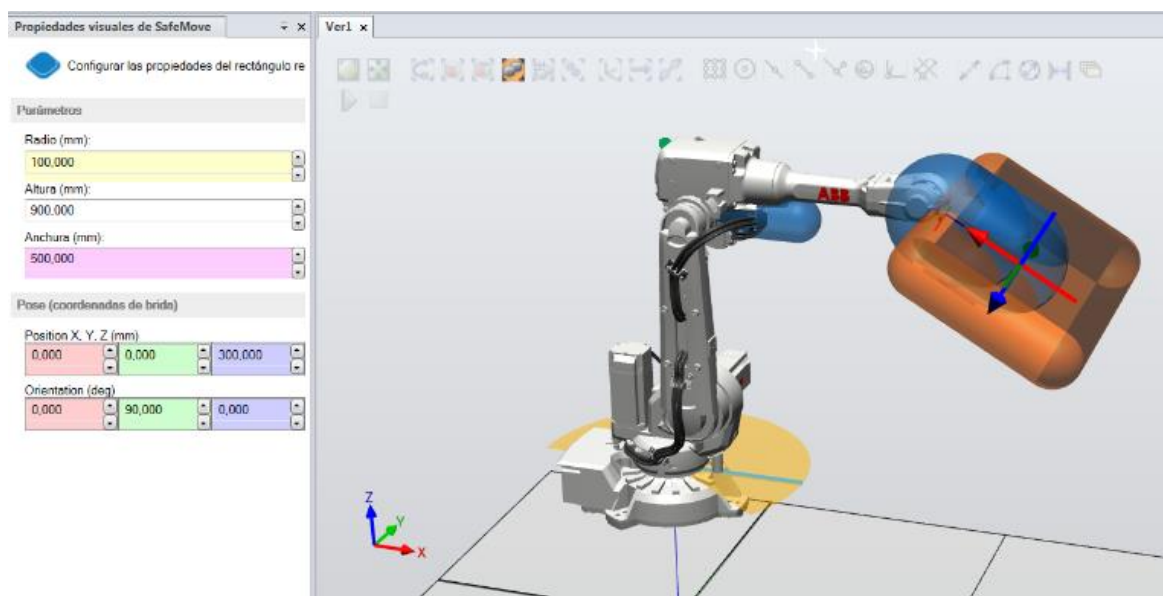 Propiedades visuales de SafeMove
Ver1
Configurar las propiedades del rectángulo re
Parámetros
Radio (mm):
100,000
Altura (mm):
900,000
Anchura (mm):
500,000
Pose (coordenadas de brida)
Position X, Y, Z (mm)
0,000 0,000 300,000
Orientation (deg)
0,000 90,000 0,000
ABB
Z
Y
X